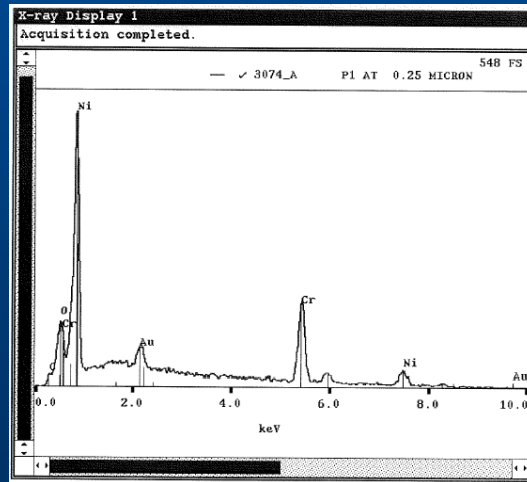 X-ray Display 1
Acquisition completed.
548 FS
— ✓ 3074_A P1 AT 0.25 MICRON
Ni
O
Cr
C
Au
Cr
Ni
Au
0.0 2.0 4.0 6.0 8.0 10.0
keV